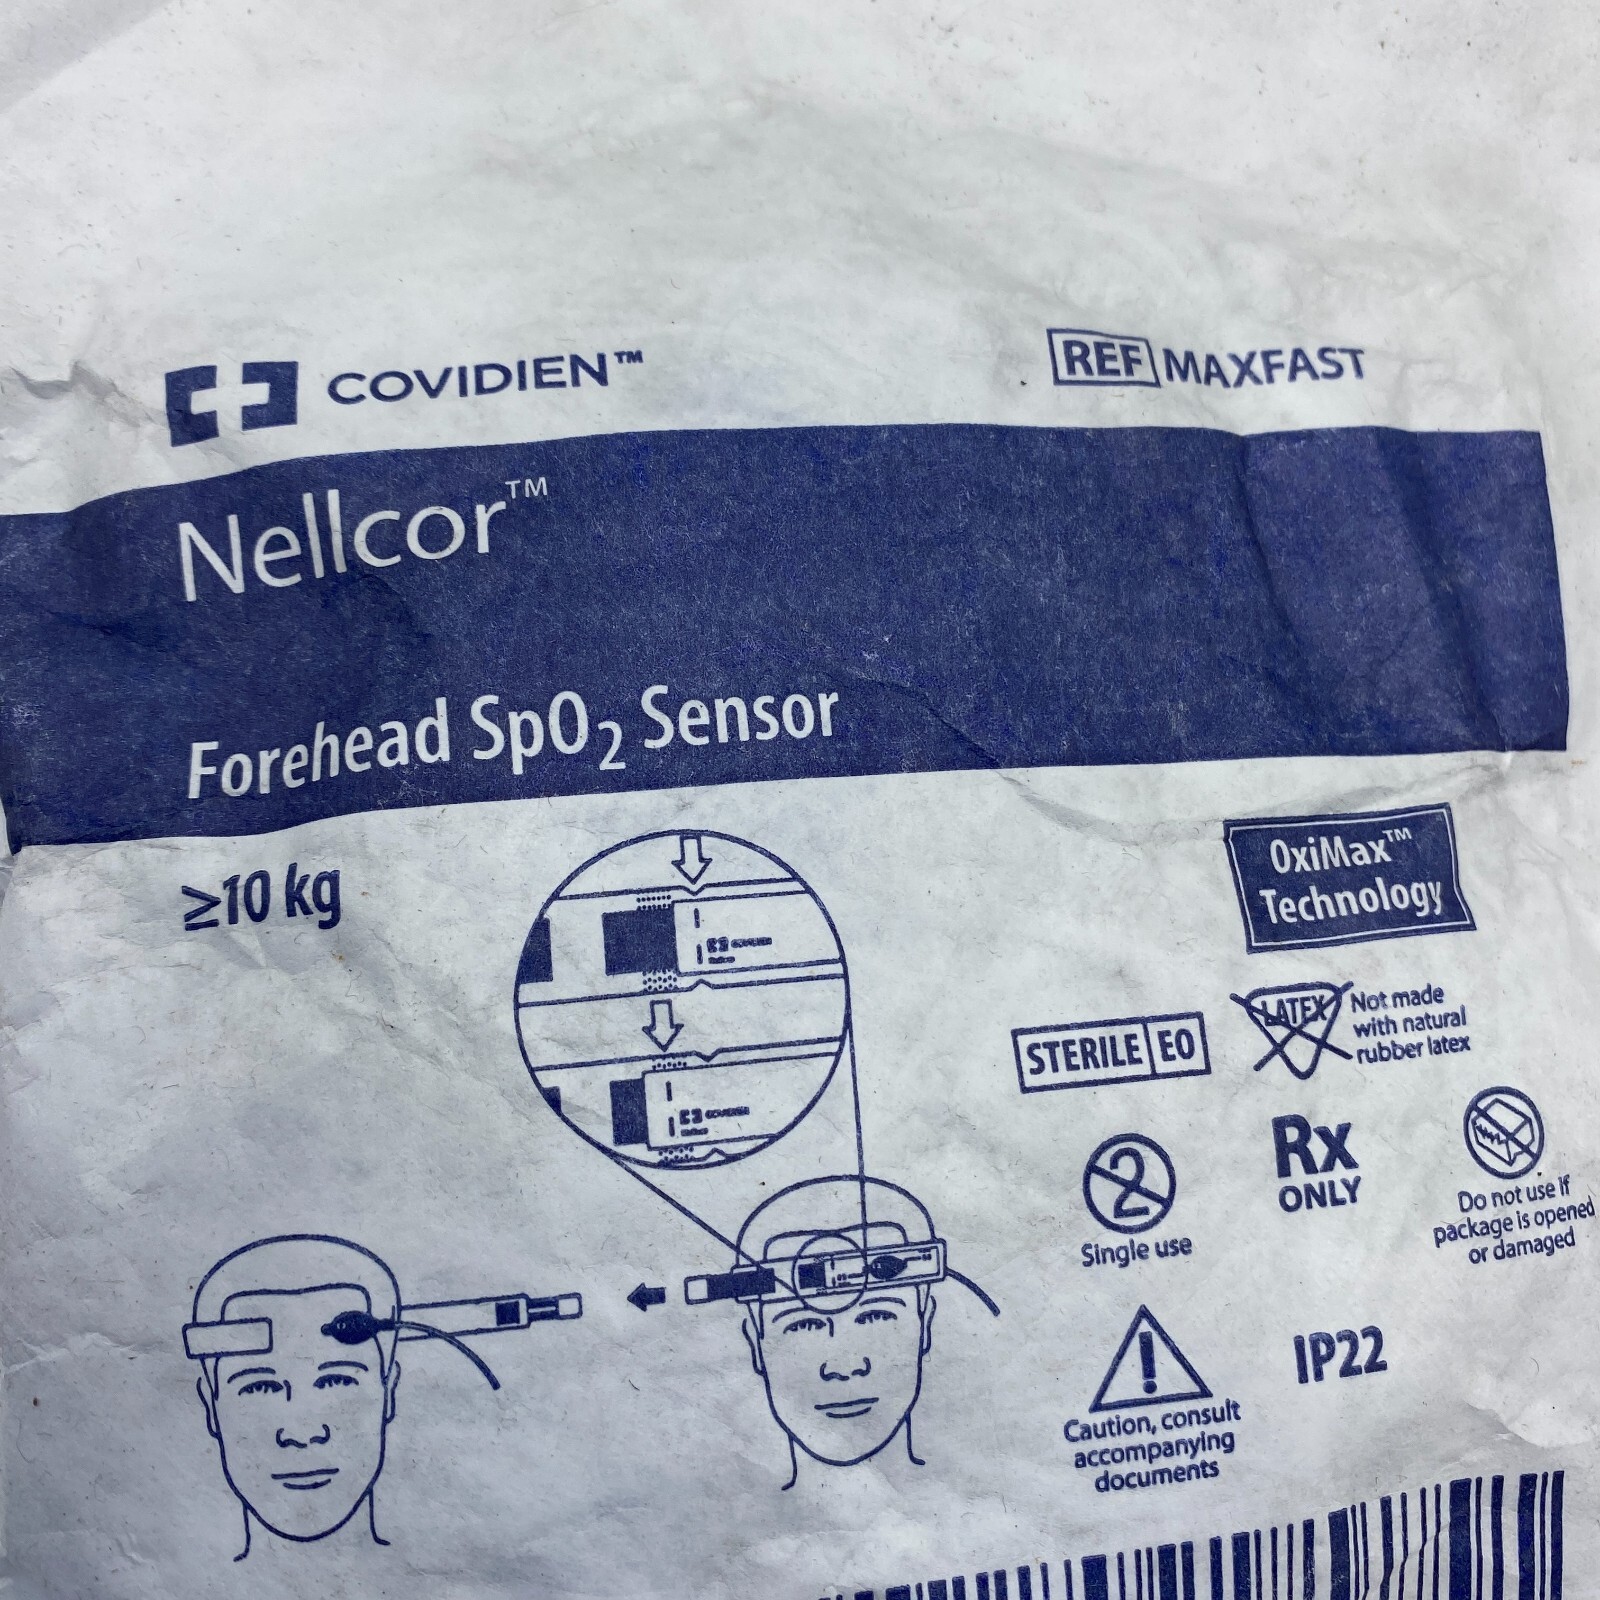 COVIDIEN™
REF MAXFAST
Nellcor™
Forehead SpO₂ Sensor
≥10 kg
OxiMax™
Technology
COVIDIEN
COVIDIEN
STERILE EO
LATEX
Not made
with natural
rubber latex
2
Single use
Rx
ONLY
Do not use if
package is opened
or damaged
!
Caution, consult
accompanying
documents
IP22